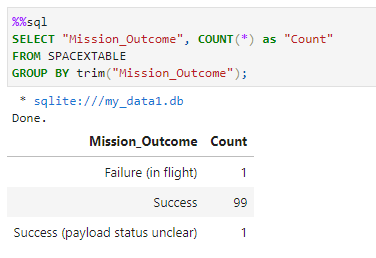 %%sql
SELECT "Mission_Outcome", COUNT(*) as "Count"
FROM SPACEXTABLE
GROUP BY trim("Mission_Outcome");
* sqlite:///my_data1.db
Done.
Mission_Outcome Count
Failure (in flight) 1
Success 99
Success (payload status unclear) 1